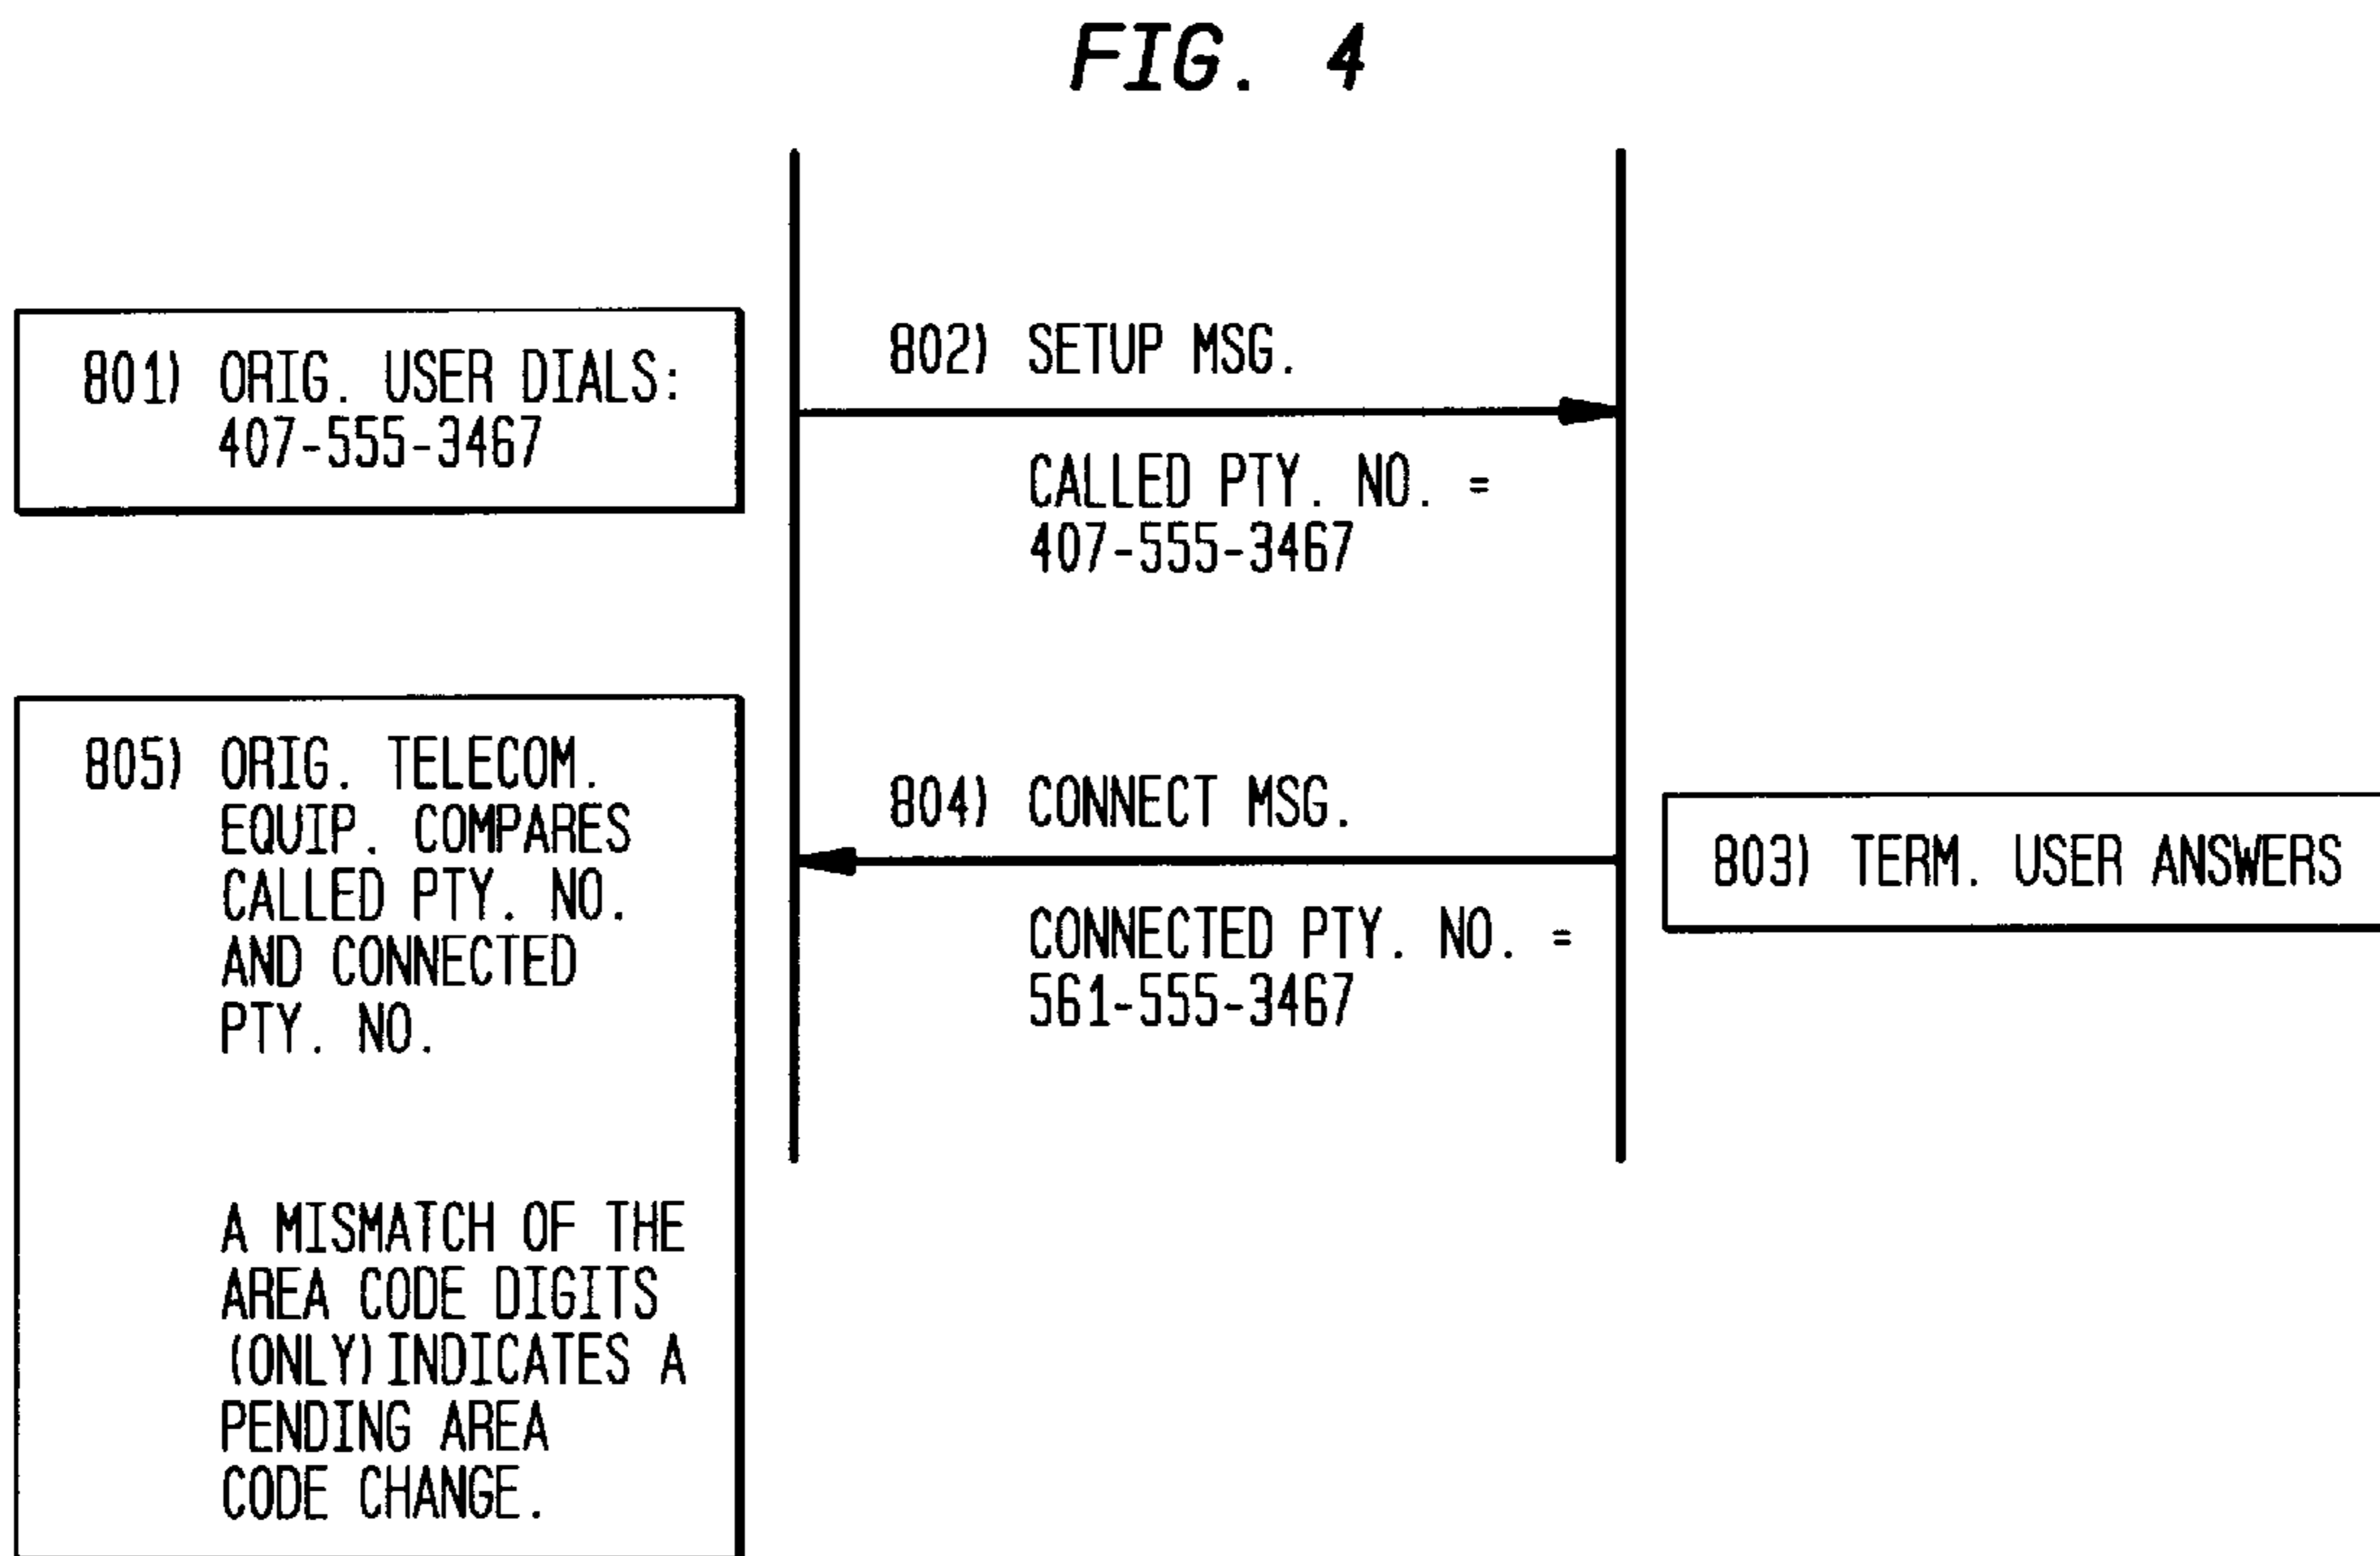 FIG. 4
801) ORIG. USER DIALS:
407-555-3467
802) SETUP MSG.
CALLED PTY. NO. =
407-555-3467
803) TERM. USER ANSWERS
804) CONNECT MSG.
CONNECTED PTY. NO. =
561-555-3467
805) ORIG. TELECOM.
EQUIP. COMPARES
CALLED PTY. NO.
AND CONNECTED
PTY. NO.
A MISMATCH OF THE
AREA CODE DIGITS
(ONLY)INDICATES A
PENDING AREA
CODE CHANGE.